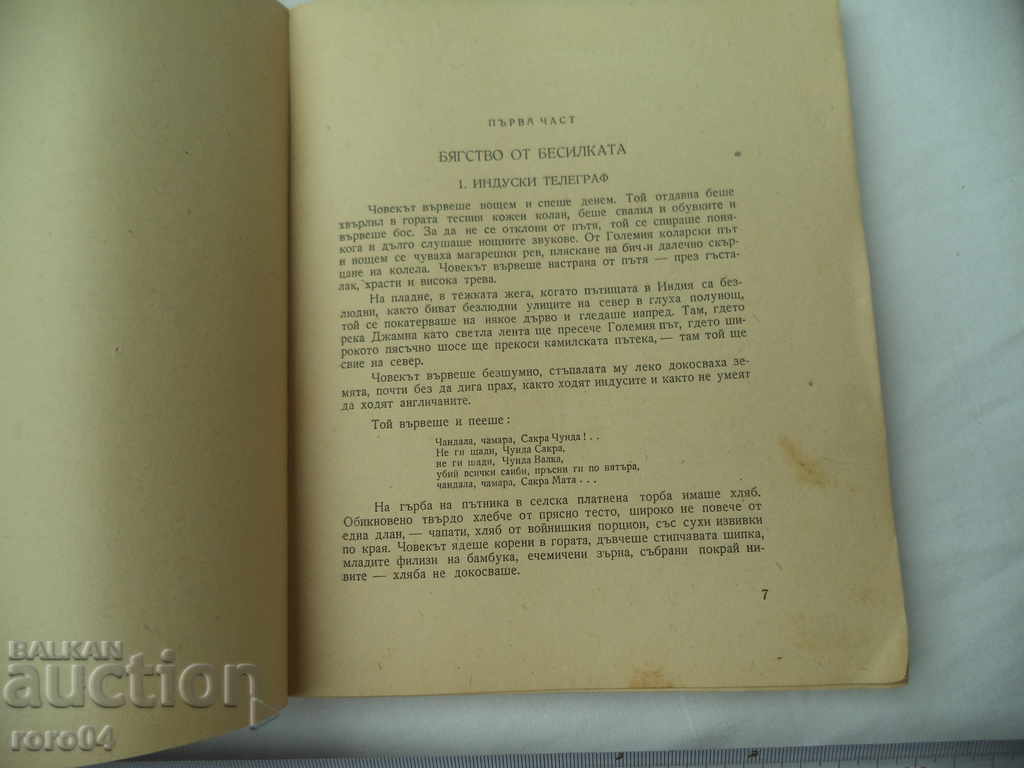 ПЪРВА ЧАСТ
БЯГСТВО ОТ БЕСИЛКАТА
1. ИНДУСКИ ТЕЛЕГРАФ
Човекът вървеше нощем и спеше денем. Той отдавна беше
хвърлил в гората тесния кожен колан, беше свалил и обувките и
вървеше бос. За да не се отклони от пътя, той се спираше поня-
кога и дълго слушаше нощните звукове. От Големия коларски път
и нощем се чуваха магарешки рев, плискане на бич и далечно скър-
цане на колела. Човекът вървеше настрана от пътя — през гъста-
лак, храсти и висока трева.
На пладне, в тежката жега, когато пътищата в Индия са без-
людни, както биват безлюдни улиците на север в глуха полунощ,
той се покатерваше на някое дърво и гледаше напред. Там, гдето
река Джамна като светла лента ще пресече Големия път, гдето ши-
рокото пясъчно шосе ще прекоси камилската пътека, — там той ще
свие на север.
Човекът вървеше безшумно, стъпалата му леко докосваха зе-
мята, почти без да дига прах, както ходят индусите и както не умеят
да ходят англичаните.
Той вървеше и пееше:
Чандала, чамара, Сакра Чунда! . .
Не ги щади, Чунда Сакра,
не ги щади, Чунда Валка,
убий всички саиби, пръсни ги по вятъра,
чандала, чамара, Сакра Мата . . .
На гърба на пътника в селска платнена торба имаше хляб.
Обикновено твърдо хлебче от прясно тесто, широко не повече от
една длан, — чапати, хляб от войнишкия порцион, със сухи извивки
по края. Човекът ядеше корени в гората, дъвчеше стипчавата шипка,
младите филизи на бамбука, ечемичени зърна, събрани покрай ни-
вите — хляба не докосваше.
7
BALKAN
auction
roro04